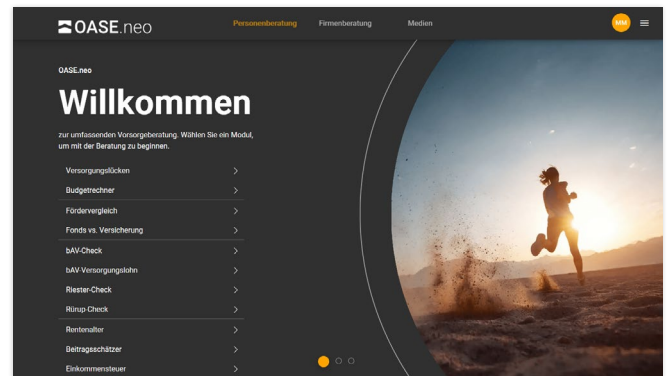 OASE.neo
Personenberatung
Firmenberatung
Medien
MM
OASE.neo
Willkommen
zur umfassenden Vorsorgeberatung. Wählen Sie ein Modul,
um mit der Beratung zu beginnen.
Versorgungslücken
Budgetrechner
Fördervergleich
Fonds vs. Versicherung
bAV-Check
bAV-Versorgungslohn
Riester-Check
Rürup-Check
Rentenalter
Beitragsschätzer
Einkommensteuer